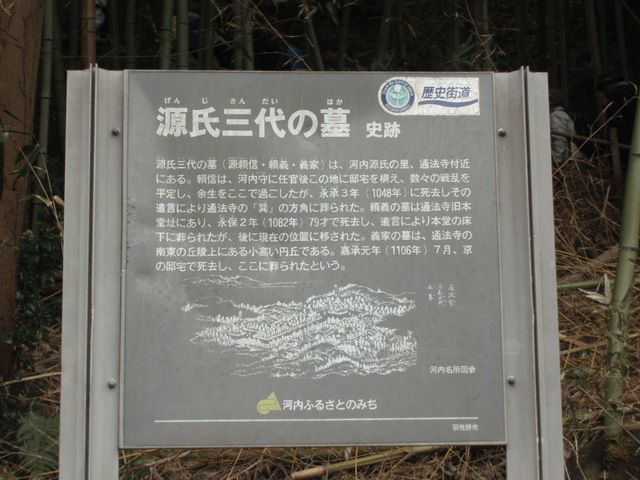 歴史街道
げんじさんだいはか
源氏三代の墓 史跡
源氏三代の墓(源頼信・頼義・義家)は、河内源氏の里、通法寺付近
にある。頼信は、河内守に任官後この地に邸宅を構え、数々の戦乱を
平定し、余生をここで過ごしたが、永承3年(1048年)に死去しその
遺言により通法寺の「巽」の方角に葬られた。頼義の墓は通法寺旧本
堂址にあり、永保2年(1082年)79才で死去し、遺言により本堂の床
下に葬られたが、後に現在の位置に移された。義家の墓は、通法寺の
南東の丘陵上にある小高い円丘である。嘉承元年(1106年)7月、京
の邸宅で死去し、ここに葬られたという。
河内名所図会
河内ふるさとのみち
羽曳野市